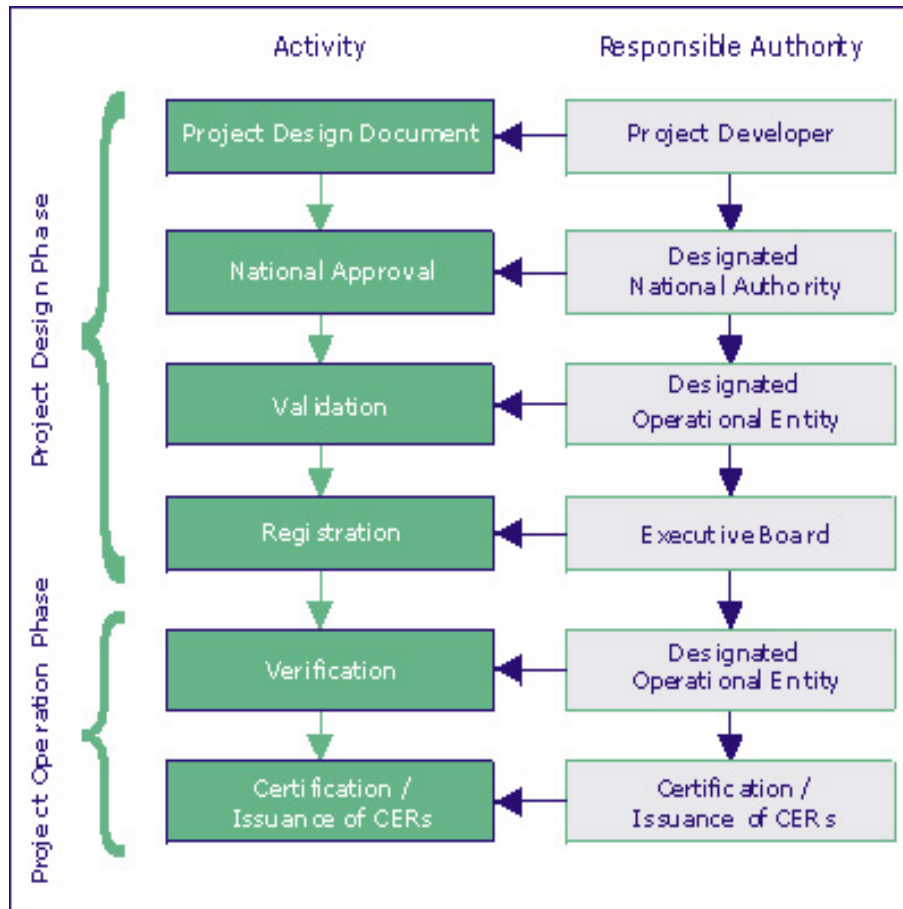 Activity
Responsible Authority
Project Design Phase
Project Design Document
Project Developer
National Approval
Designated
National Authority
Validation
Designated
Operational Entity
Registration
Executive Board
Project Operation Phase
Verification
Designated
Operational Entity
Certification /
Issuance of CERs
Certification /
Issuance of CERs